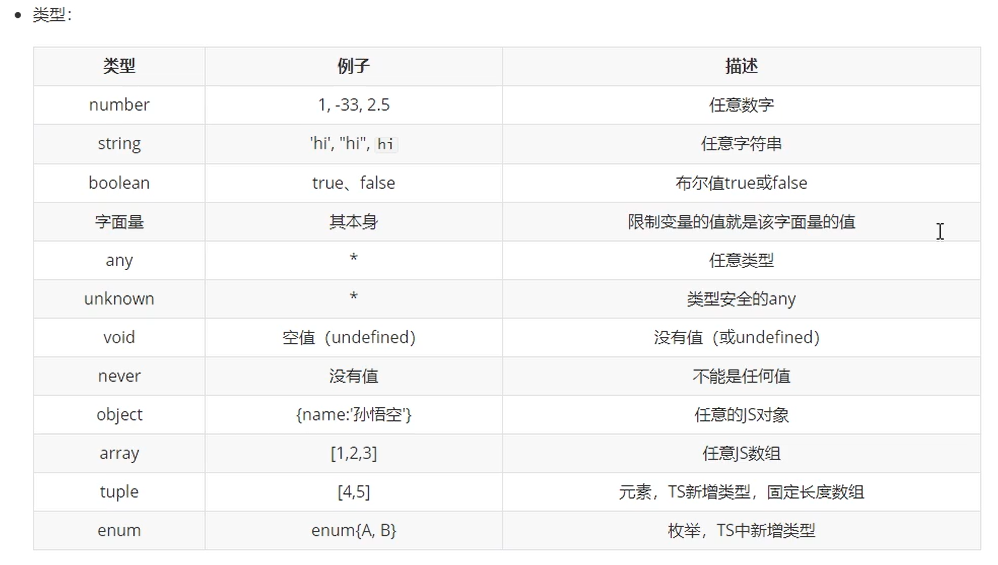 类型：
类型 例子 描述
number 1, -33, 2.5 任意数字
string 'hi', "hi", hi 任意字符串
boolean true、false 布尔值true或false
字面量 其本身 限制变量的值就是该字面量的值
any * 任意类型
unknown * 类型安全的any
void 空值（undefined） 没有值（或undefined）
never 没有值 不能是任何值
object {name:'孙悟空'} 任意的JS对象
array [1,2,3] 任意JS数组
tuple [4,5] 元素，TS新增类型，固定长度数组
enum enum{A, B} 枚举，TS中新增类型